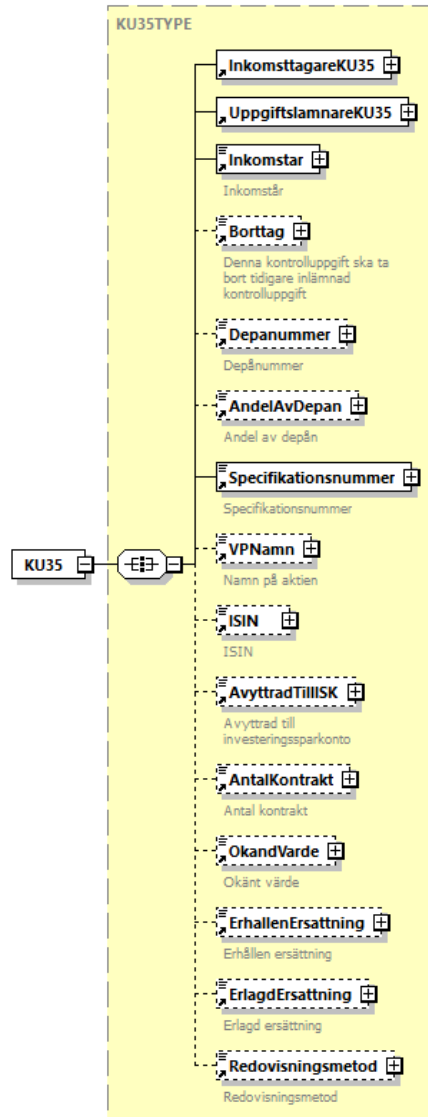 KU35TYPE
InkomsttagareKU35
UppgiftslamnareKU35
Inkomstar
Inkomstår
Borttag
Denna kontrolluppgift ska ta
bort tidigare inlämnad
kontrolluppgift
Depanummer
Depånummer
AndelAvDepan
Andel av depån
Specifikationsnummer
Specifikationsnummer
KU35
VPNamn
Namn på aktien
ISIN
ISIN
AvyttradTillISK
Avyttrad till
investeringssparkonto
AntalKontrakt
Antal kontrakt
OkandVarde
Okänt värde
ErhallenErsattning
Erhållen ersättning
ErlagdErsattning
Erlagd ersättning
Redovisningsmetod
Redovisningsmetod